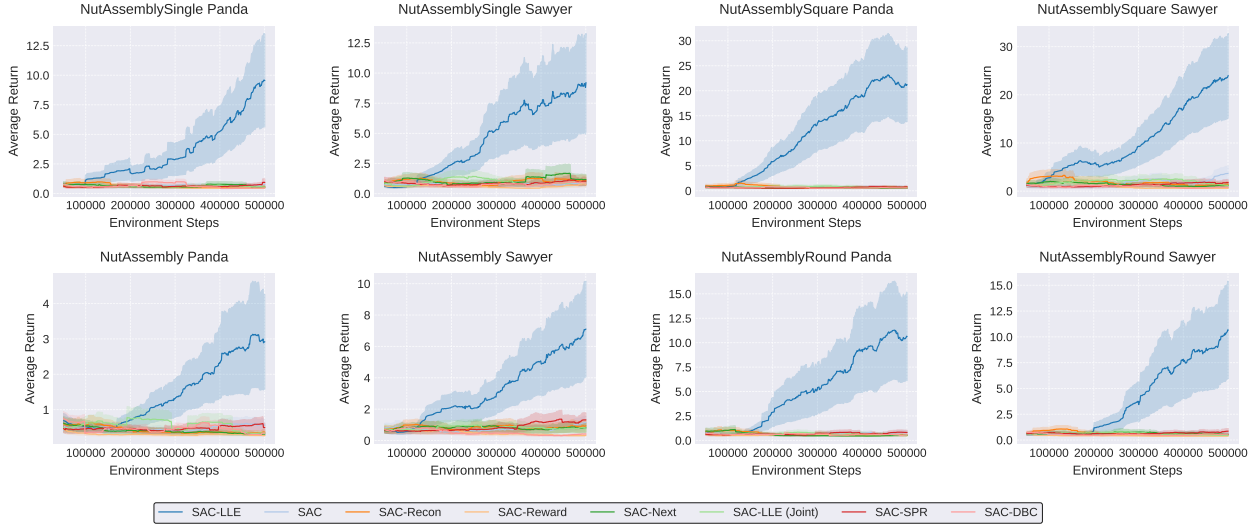 NutAssemblySingle Panda
Average Return
12.5
10.0
7.5
5.0
2.5
0.0
100000 200000 300000 400000 500000
Environment Steps
NutAssemblySingle Sawyer
Average Return
12.5
10.0
7.5
5.0
2.5
0.0
100000 200000 300000 400000 500000
Environment Steps
NutAssemblySquare Panda
Average Return
30
25
20
15
10
5
0
100000 200000 300000 400000 500000
Environment Steps
NutAssemblySquare Sawyer
Average Return
30
20
10
0
100000 200000 300000 400000 500000
Environment Steps
NutAssembly Panda
Average Return
4
3
2
1
100000 200000 300000 400000 500000
Environment Steps
NutAssembly Sawyer
Average Return
10
8
6
4
2
0
100000 200000 300000 400000 500000
Environment Steps
NutAssemblyRound Panda
Average Return
15.0
12.5
10.0
7.5
5.0
2.5
0.0
100000 200000 300000 400000 500000
Environment Steps
NutAssemblyRound Sawyer
Average Return
15.0
12.5
10.0
7.5
5.0
2.5
0.0
100000 200000 300000 400000 500000
Environment Steps
SAC-LLE SAC SAC-Recon SAC-Reward SAC-Next SAC-LLE (Joint) SAC-SPR SAC-DBC